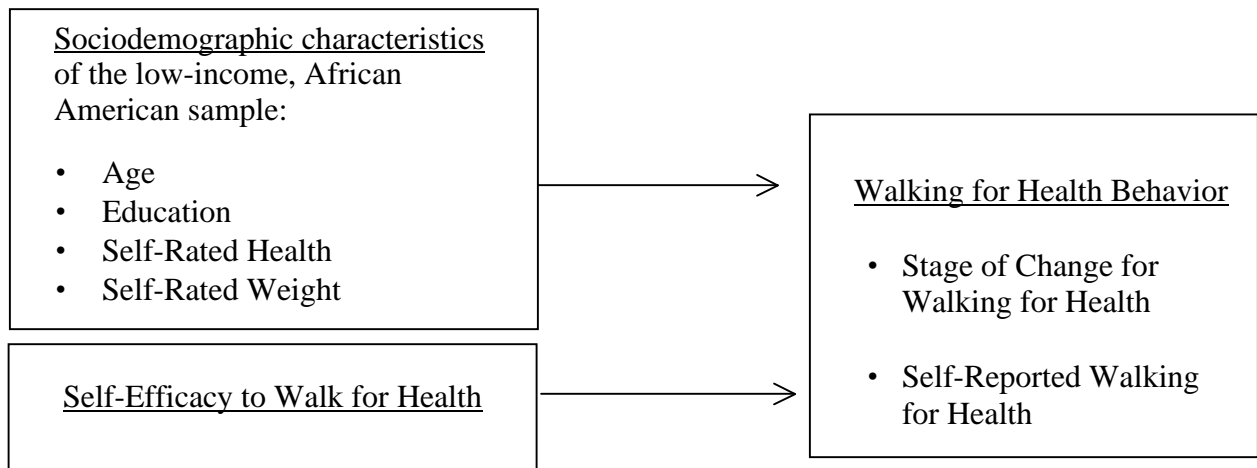 Sociodemographic characteristics
of the low-income, African
American sample:
• Age
• Education
• Self-Rated Health
• Self-Rated Weight
Self-Efficacy to Walk for Health
Walking for Health Behavior
• Stage of Change for
Walking for Health
• Self-Reported Walking
for Health